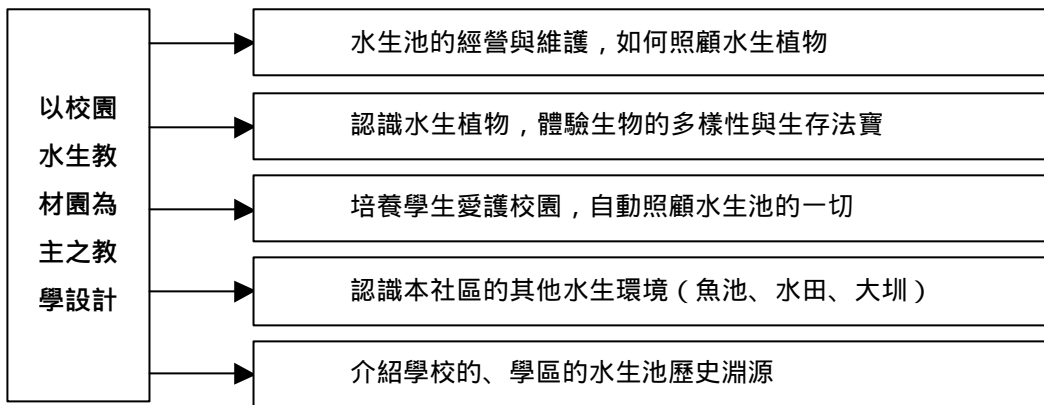 以校園
水生教
材園為
主之教
學設計
水生池的經營與維護，如何照顧水生植物
認識水生植物，體驗生物的多樣性與生存法寶
培養學生愛護校園，自動照顧水生池的一切
認識本社區的其他水生環境（魚池、水田、大圳）
介紹學校的、學區的水生池歷史淵源